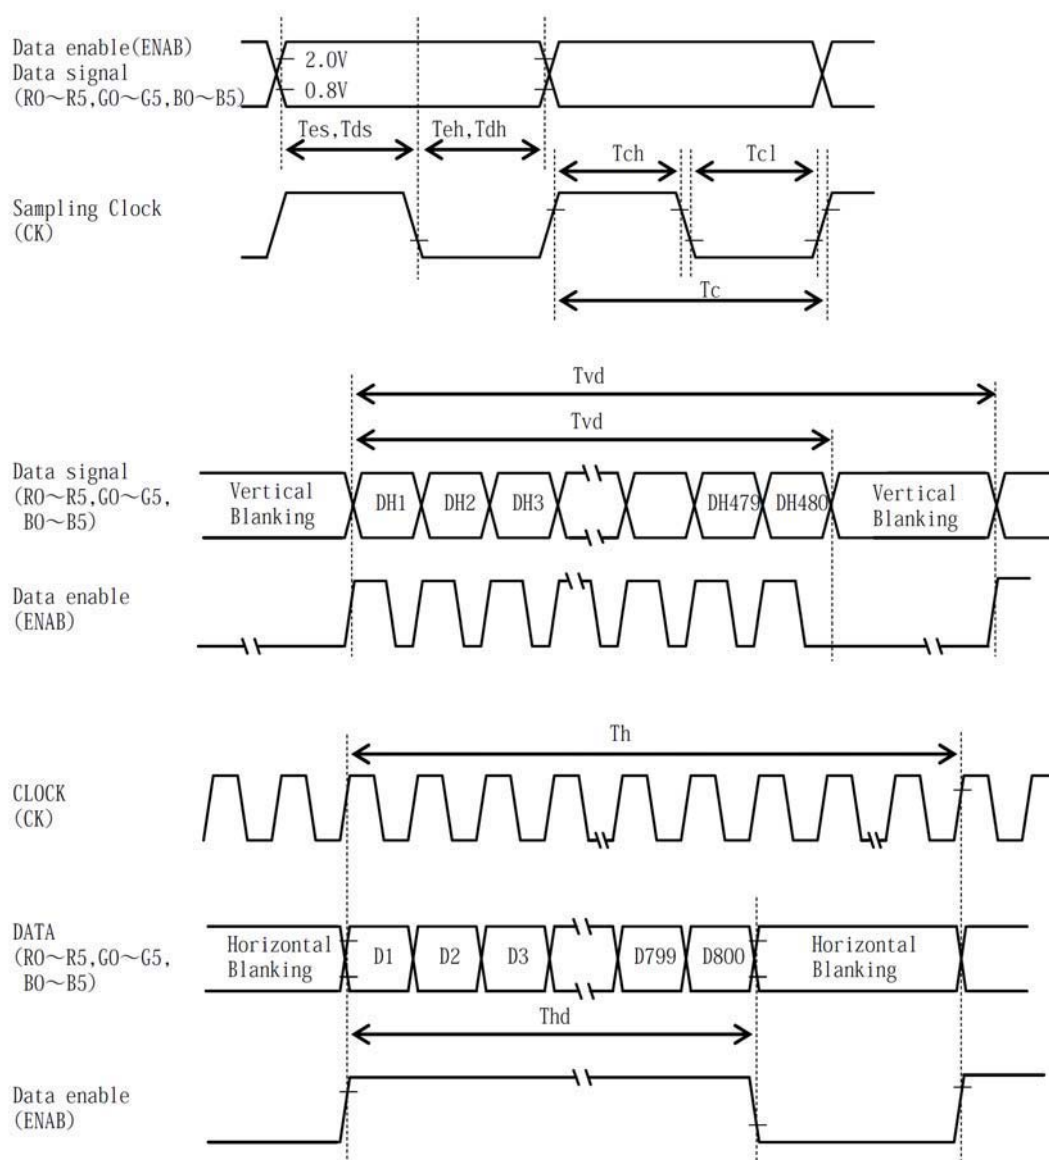 Data enable(ENAB)
Data signal
(R0～R5,G0～G5,B0～B5)
2.0V
0.8V
Tes,Tds
Teh,Tdh
Tch
Tcl
Sampling Clock
(CK)
Tc
Tvd
Tvd
Data signal
(R0～R5,G0～G5,
B0～B5)
Vertical
Blanking
DH1
DH2
DH3
DH479
DH480
Vertical
Blanking
Data enable
(ENAB)
Th
CLOCK
(CK)
DATA
(R0～R5,G0～G5,
B0～B5)
Horizontal
Blanking
D1
D2
D3
D799
D800
Horizontal
Blanking
Thd
Data enable
(ENAB)